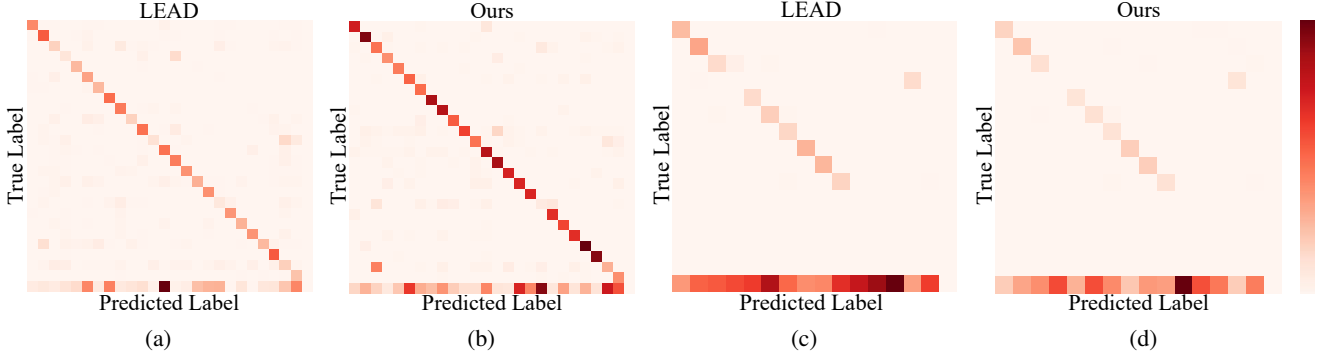 LEAD
Ours
LEAD
Ours
True Label
True Label
True Label
True Label
Predicted Label
Predicted Label
Predicted Label
Predicted Label
(a)
(b)
(c)
(d)